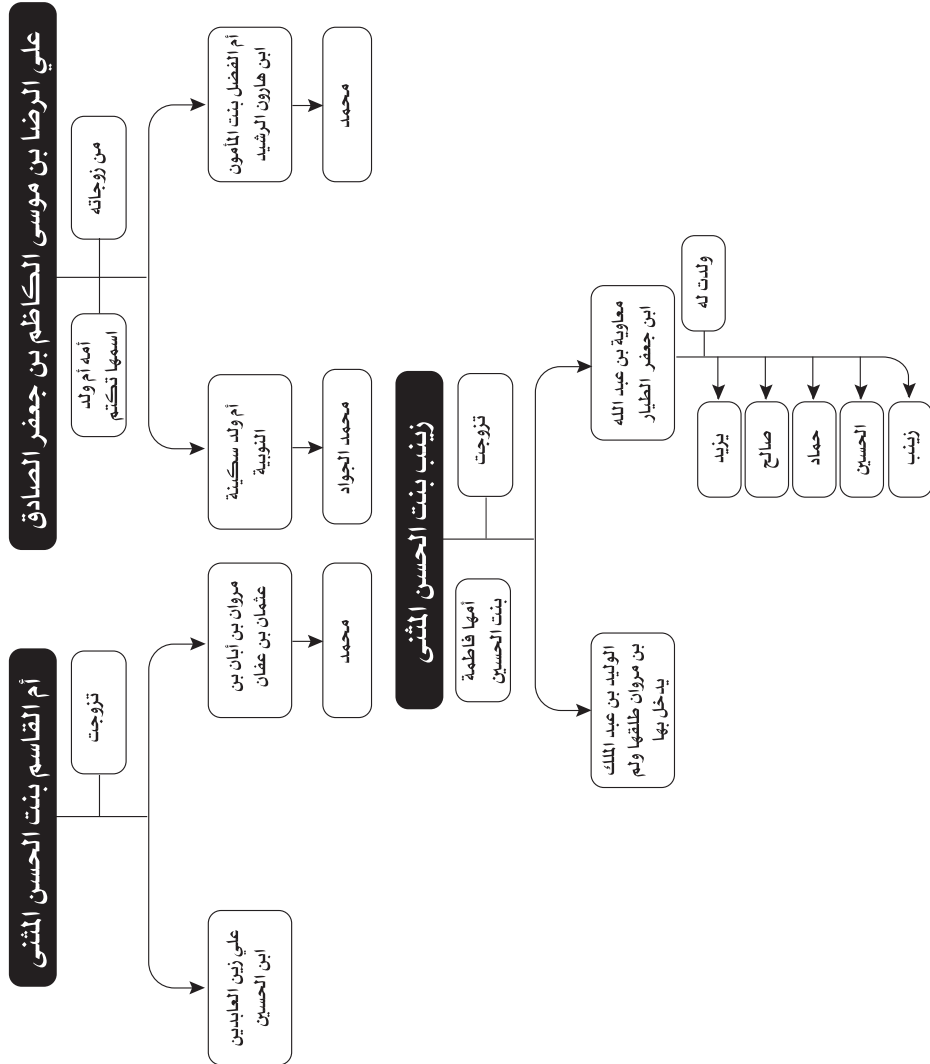 علي الرضا بن موسى الكاظم بن جعفر الصادق
من زوجاته
أمه أم ولد
اسمها تكتم
أم الفضل بنت المأمون
ابن هارون الرشيد
محمد
أم ولد سكينة
النوبية
محمد الجواد
أم القاسم بنت الحسن المثنى
تزوجت
مروان بن أبان بن
عثمان بن عفان
محمد
علي زين العابدين
ابن الحسين
زينب بنت الحسن المثنى
تزوجت
أمها فاطمة
بنت الحسين
معاوية بن عبد الله
ابن جعفر الطيار
ولدت له
يزيد
صالح
حماد
الحسين
زينب
الوليد بن عبد الملك
بن مروان طلقها ولم
يدخل بها